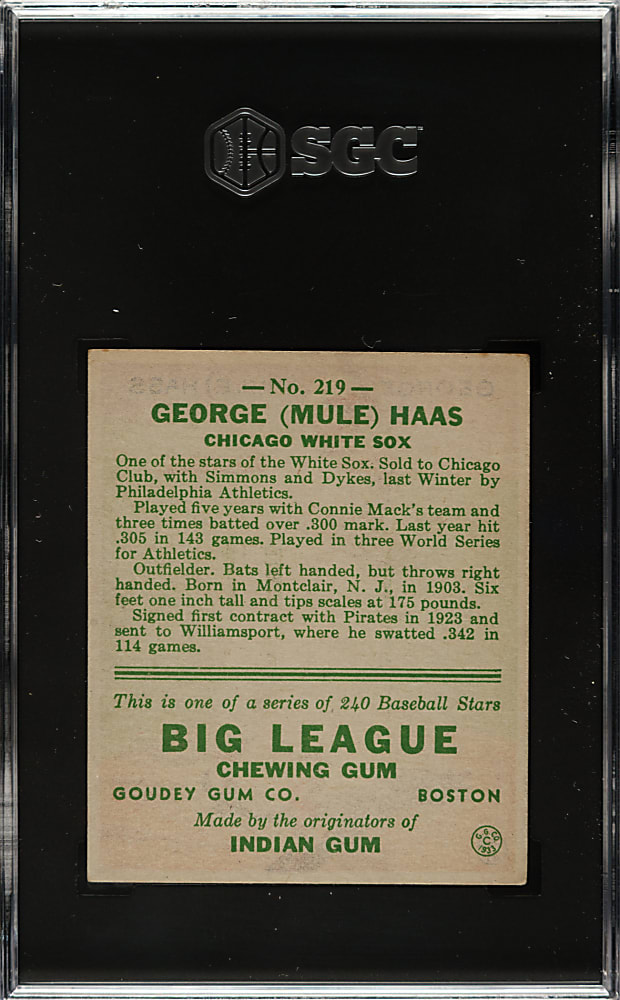 SGC
— No. 219 —
GEORGE (MULE) HAAS
CHICAGO WHITE SOX
One of the stars of the White Sox. Sold to Chicago
Club, with Simmons and Dykes, last Winter by
Philadelphia Athletics.
Played five years with Connie Mack's team and
three times batted over .300 mark. Last year hit
.305 in 143 games. Played in three World Series
for Athletics.
Outfielder. Bats left handed, but throws right
handed. Born in Montclair, N. J., in 1903. Six
feet one inch tall and tips scales at 175 pounds.
Signed first contract with Pirates in 1923 and
sent to Williamsport, where he swatted .342 in
114 games.
This is one of a series of 240 Baseball Stars
BIG LEAGUE
CHEWING GUM
GOUDEY GUM CO. BOSTON
Made by the originators of
INDIAN GUM
G.G.CO.
C
1933